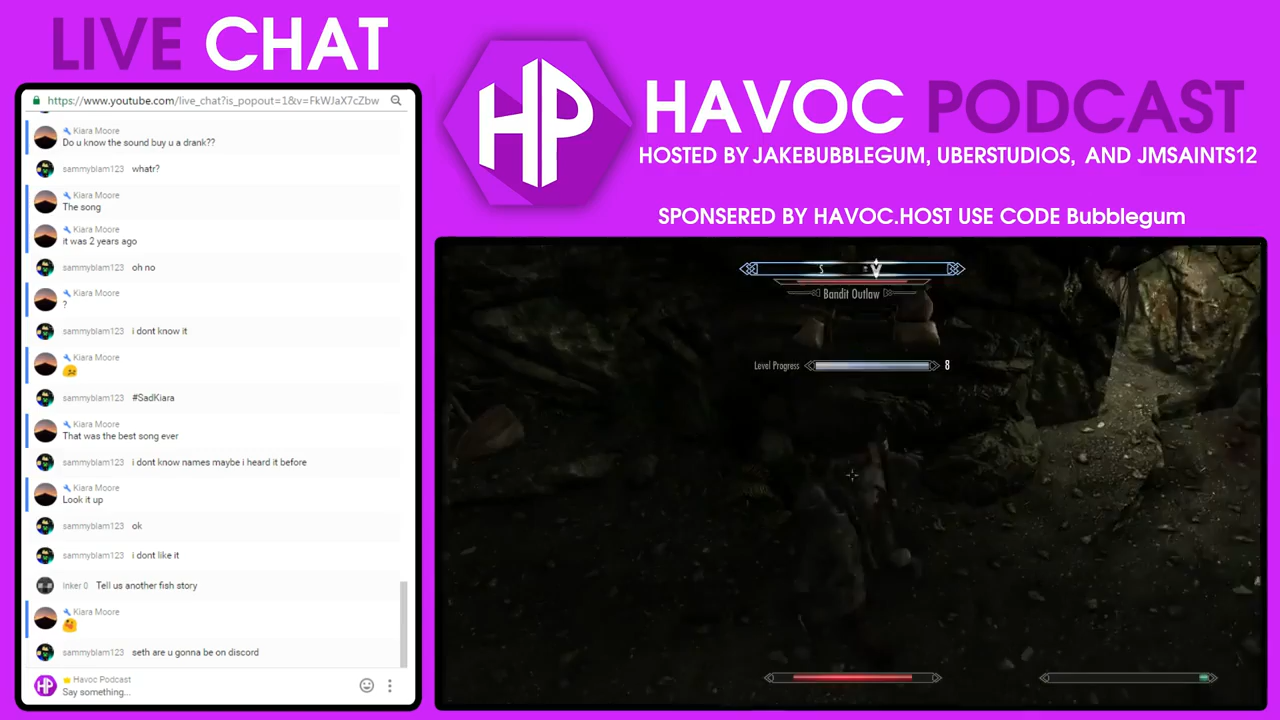 LIVE CHAT
https://www.youtube.com/live_chat?is_popout=1&v=FkWJaX7cZbw
Kiara Moore
Do u know the sound buy u a drank??
sammyblam123 whatr?
Kiara Moore
The song
Kiara Moore
it was 2 years ago
sammyblam123 oh no
Kiara Moore
?
sammyblam123 i dont know it
Kiara Moore
sammyblam123 #SadKiara
Kiara Moore
That was the best song ever
sammyblam123 i dont know names maybe i heard it before
Kiara Moore
Look it up
sammyblam123 ok
sammyblam123 i dont like it
Inker 0 Tell us another fish story
Kiara Moore
sammyblam123 seth are u gonna be on discord
Havoc Podcast
Say something...
HP
HP
HAVOC PODCAST
HOSTED BY JAKEBUBBLEGUM, UBERSTUDIOS, AND JMSAINTS12
SPONSERED BY HAVOC.HOST USE CODE Bubblegum
S
Bandit Outlaw
Level Progress 8